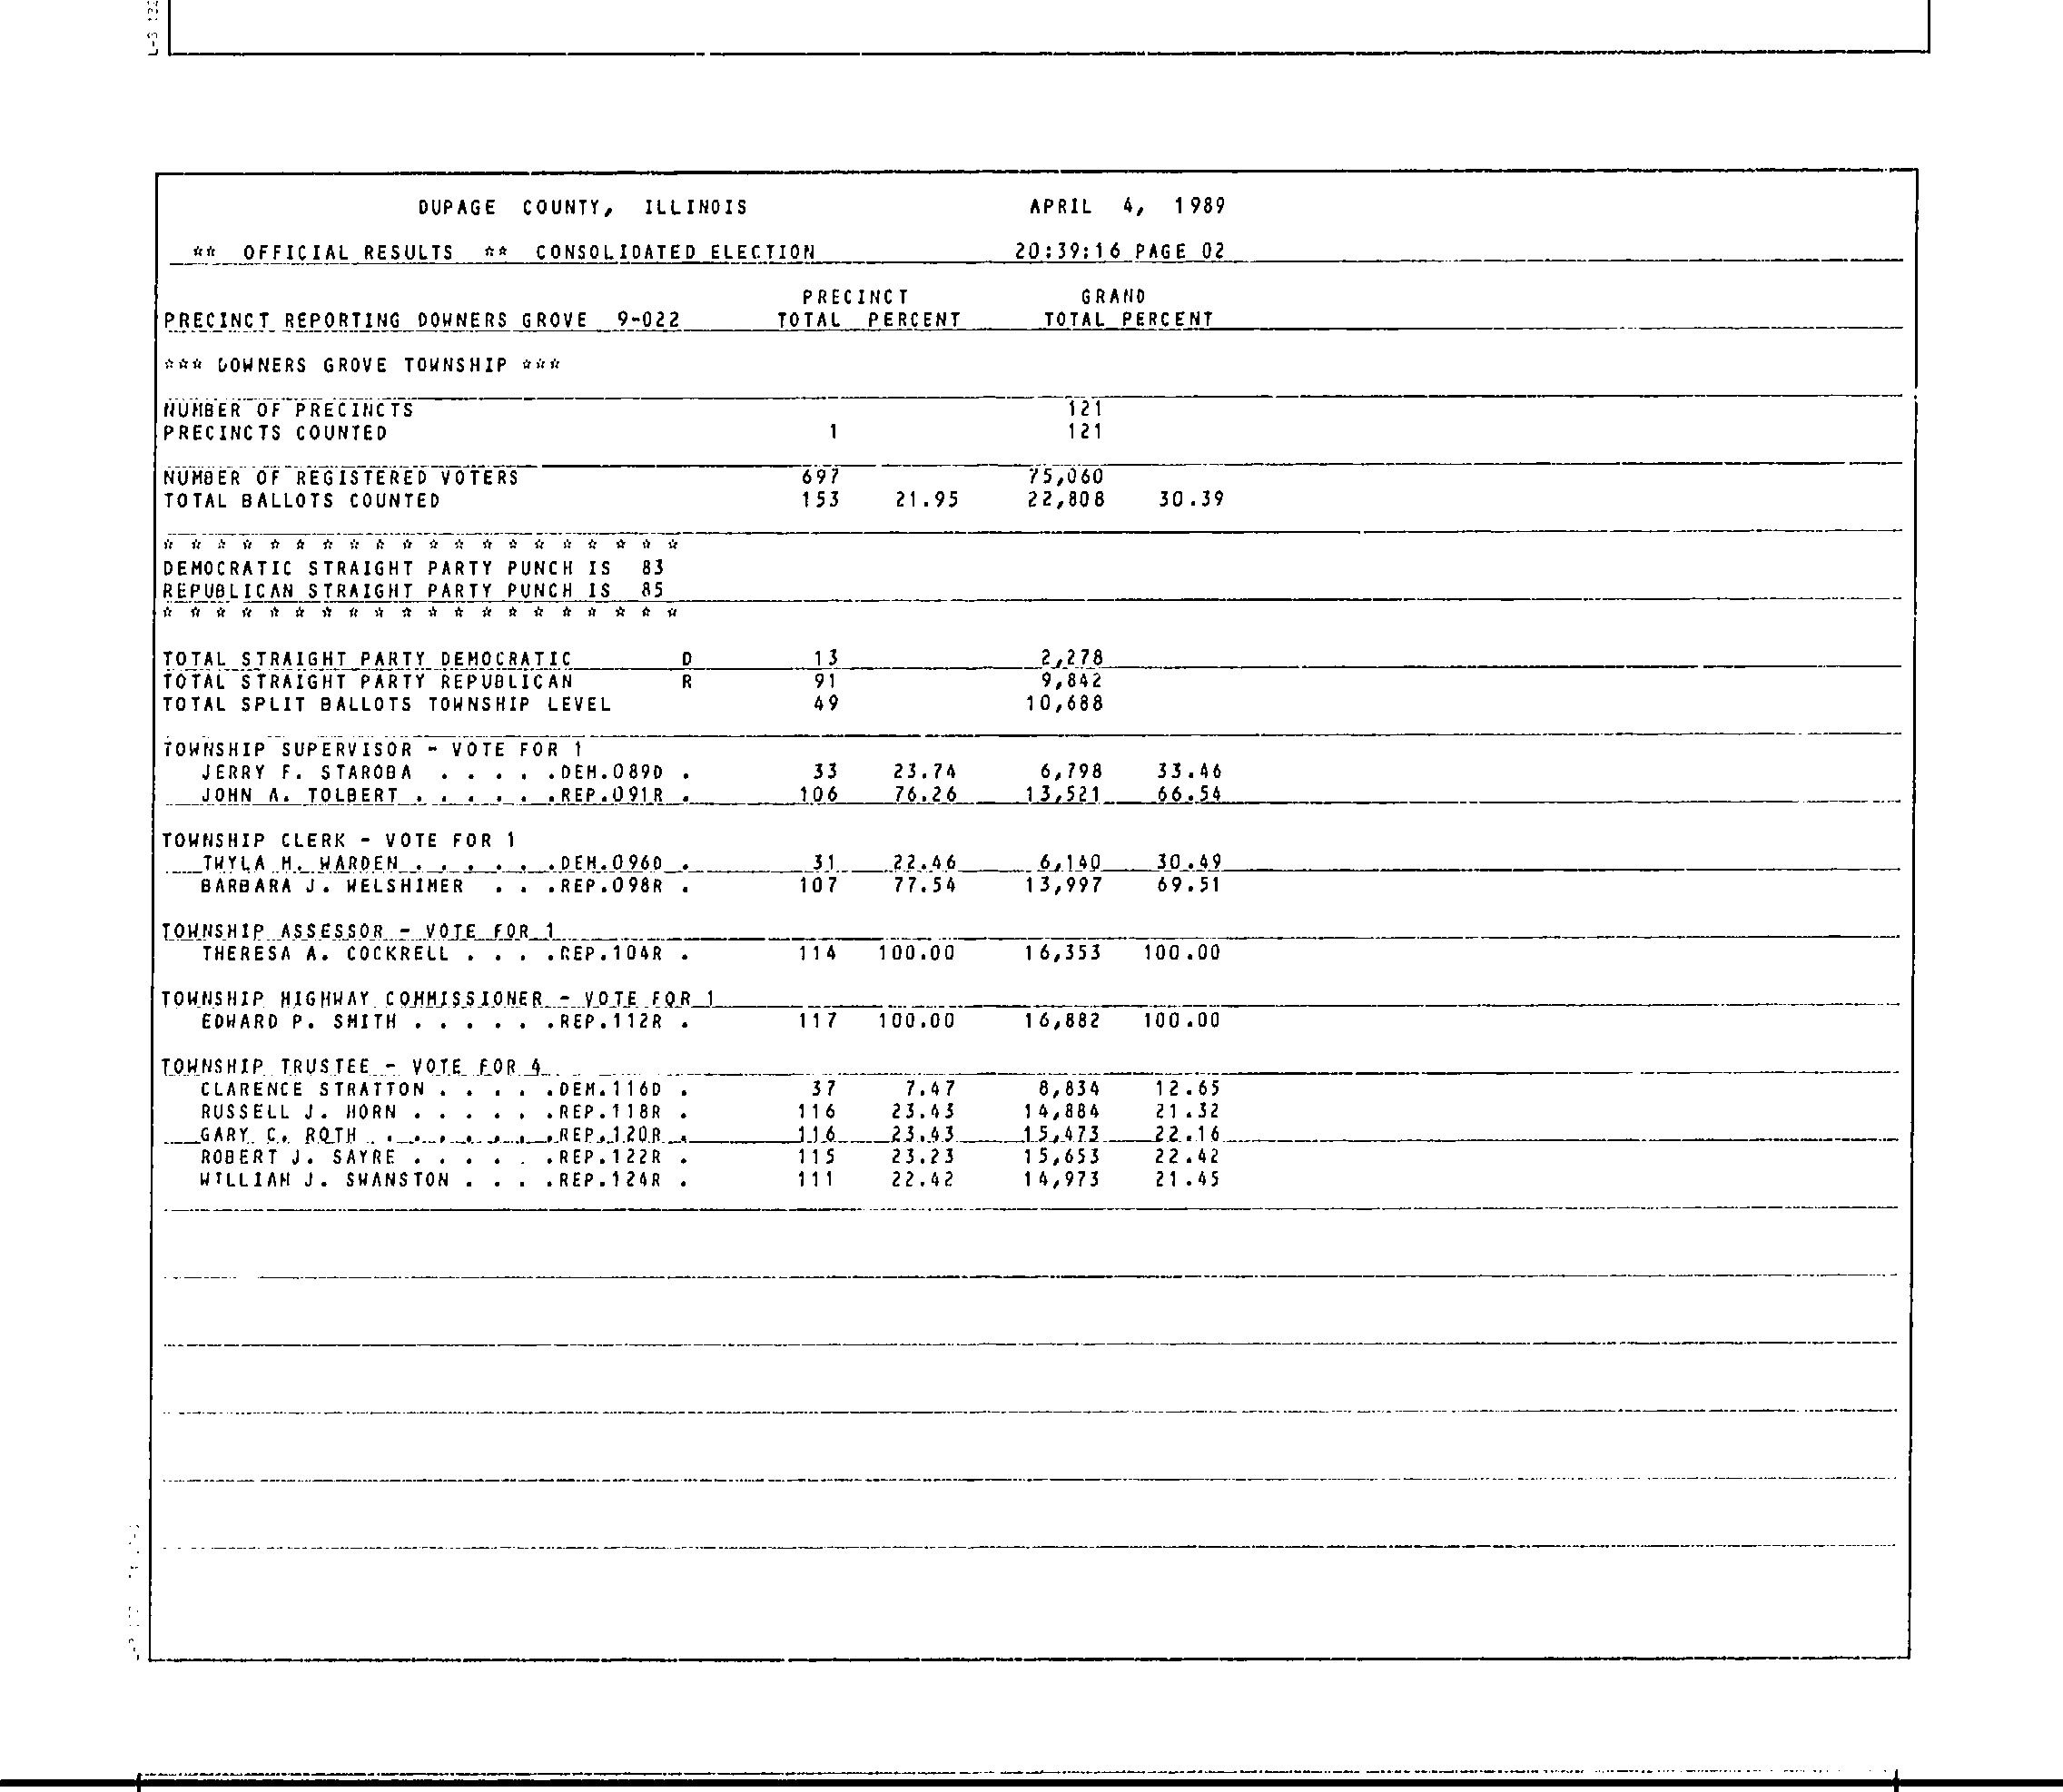 DUPAGE COUNTY, ILLINOIS APRIL 4, 1989
** OFFICIAL RESULTS ** CONSOLIDATED ELECTION 20:39:16 PAGE 02
PRECINCT GRAND
PRECINCT REPORTING DOWNERS GROVE 9-022 TOTAL PERCENT TOTAL PERCENT
*** DOWNERS GROVE TOWNSHIP ***
NUMBER OF PRECINCTS 121
PRECINCTS COUNTED 1 121
NUMBER OF REGISTERED VOTERS 697 75,060
TOTAL BALLOTS COUNTED 153 21.95 22,808 30.39
* * * * * * * * * * * * * * * * * * * *
DEMOCRATIC STRAIGHT PARTY PUNCH IS 83
REPUBLICAN STRAIGHT PARTY PUNCH IS 85
* * * * * * * * * * * * * * * * * * * *
TOTAL STRAIGHT PARTY DEMOCRATIC D 13 2,278
TOTAL STRAIGHT PARTY REPUBLICAN R 91 9,842
TOTAL SPLIT BALLOTS TOWNSHIP LEVEL 49 10,688
TOWNSHIP SUPERVISOR - VOTE FOR 1
JERRY F. STAROBA . . . . .DEM.089D . 33 23.74 6,798 33.46
JOHN A. TOLBERT . . . . . .REP.091R . 106 76.26 13,521 66.54
TOWNSHIP CLERK - VOTE FOR 1
TWYLA M. WARDEN . . . . . .DEM.096D . 31 22.46 6,140 30.49
BARBARA J. WELSHIMER . . .REP.098R . 107 77.54 13,997 69.51
TOWNSHIP ASSESSOR - VOTE FOR 1
THERESA A. COCKRELL . . . .REP.104R . 114 100.00 16,353 100.00
TOWNSHIP HIGHWAY COMMISSIONER - VOTE FOR 1
EDWARD P. SMITH . . . . . .REP.112R . 117 100.00 16,882 100.00
TOWNSHIP TRUSTEE - VOTE FOR 4
CLARENCE STRATTON . . . . .DEM.116D . 37 7.47 8,834 12.65
RUSSELL J. HORN . . . . . .REP.118R . 116 23.43 14,884 21.32
GARY C. ROTH . . . . . . .REP.120R . 116 23.43 15,473 22.16
ROBERT J. SAYRE . . . . . .REP.122R . 115 23.23 15,653 22.42
WILLIAM J. SWANSTON . . . .REP.124R . 111 22.42 14,973 21.45